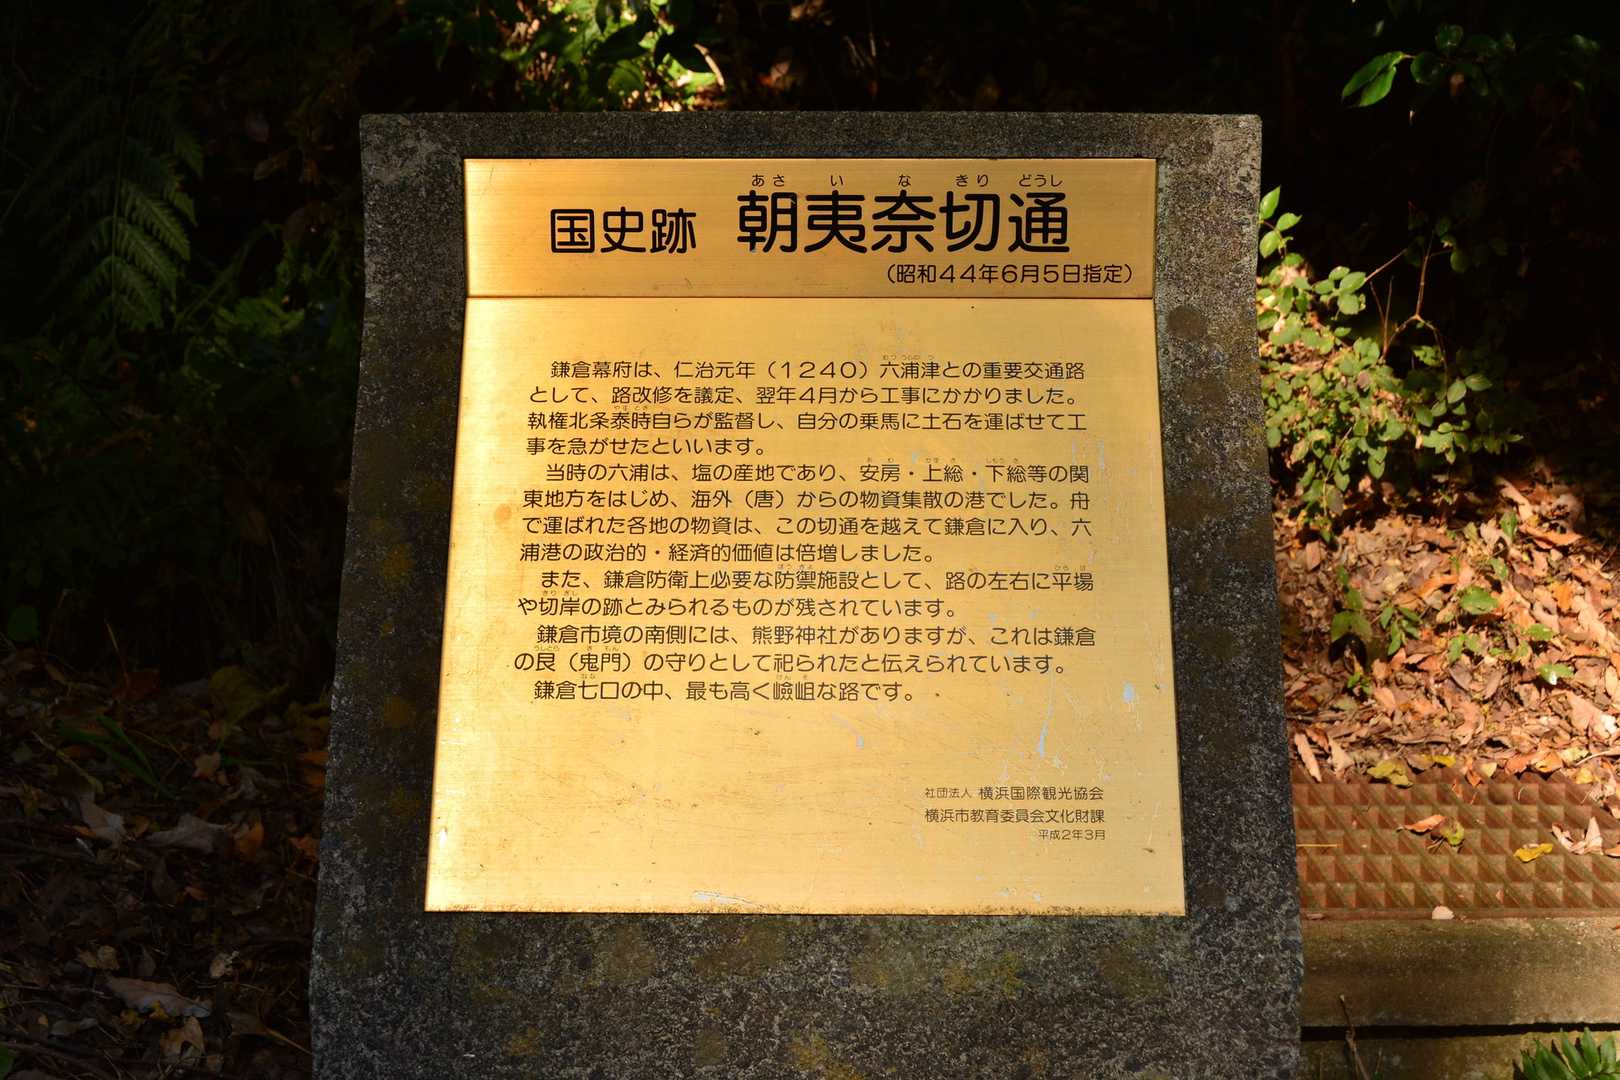 あさ い な きり どうし
国史跡 朝夷奈切通
（昭和４４年６月５日指定）
鎌倉幕府は、仁治元年（１２４０）六浦津との重要交通路
として、路改修を議定、翌年４月から工事にかかりました。
執権北条泰時自らが監督し、自分の乗馬に土石を運ばせて工
事を急がせたといいます。
当時の六浦は、塩の産地であり、安房・上総・下総等の関
東地方をはじめ、海外（唐）からの物資集散の港でした。舟
で運ばれた各地の物資は、この切通を越えて鎌倉に入り、六
浦港の政治的・経済的価値は倍増しました。
また、鎌倉防衛上必要な防禦施設として、路の左右に平場
や切岸の跡とみられるものが残されています。
鎌倉市境の南側には、熊野神社がありますが、これは鎌倉
の艮（鬼門）の守りとして祀られたと伝えられています。
鎌倉七口の中、最も高く嶮岨な路です。
社団法人 横浜国際観光協会
横浜市教育委員会文化財課
平成２年３月